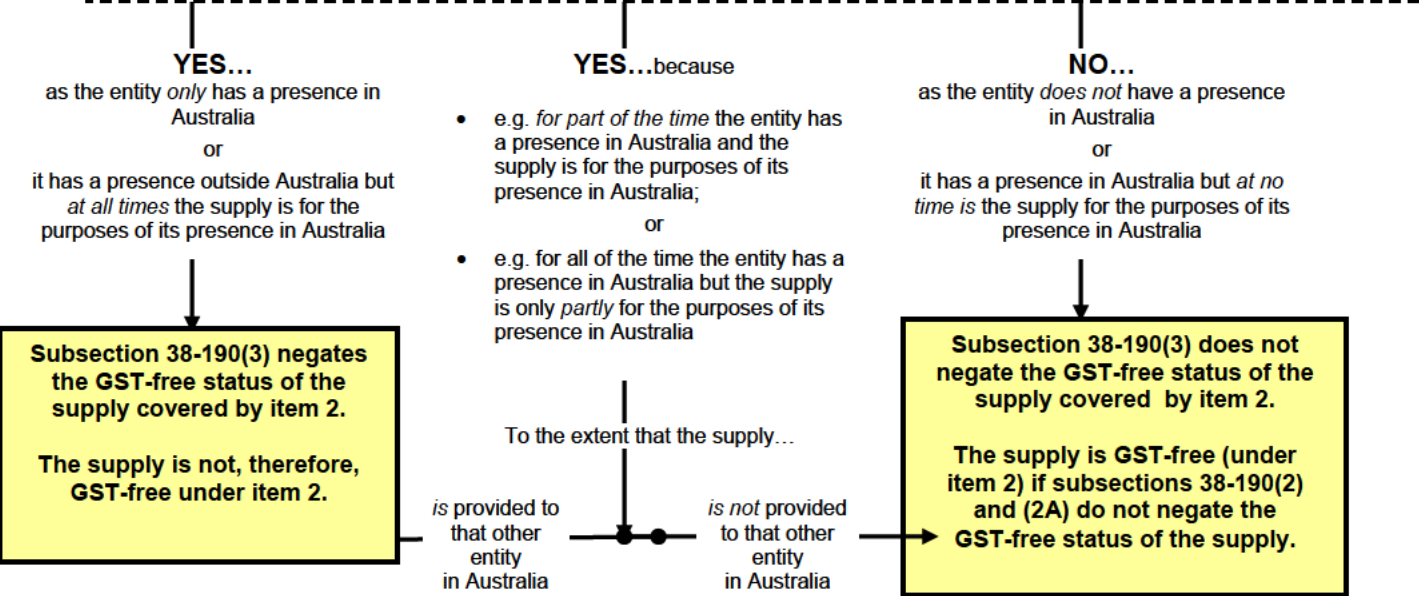 YES…
as the entity only has a presence in
Australia
or
it has a presence outside Australia but
at all times the supply is for the
purposes of its presence in Australia
Subsection 38-190(3) negates
the GST-free status of the
supply covered by item 2.
The supply is not, therefore,
GST-free under item 2.
YES…because
• e.g. for part of the time the entity has
a presence in Australia and the
supply is for the purposes of its
presence in Australia;
or
• e.g. for all of the time the entity has a
presence in Australia but the supply
is only partly for the purposes of its
presence in Australia
To the extent that the supply…
is provided to
that other
entity
in Australia
is not provided
to that other
entity
in Australia
NO…
as the entity does not have a presence
in Australia
or
it has a presence in Australia but at no
time is the supply for the purposes of its
presence in Australia
Subsection 38-190(3) does not
negate the GST-free status of the
supply covered by item 2.
The supply is GST-free (under
item 2) if subsections 38-190(2)
and (2A) do not negate the
GST-free status of the supply.